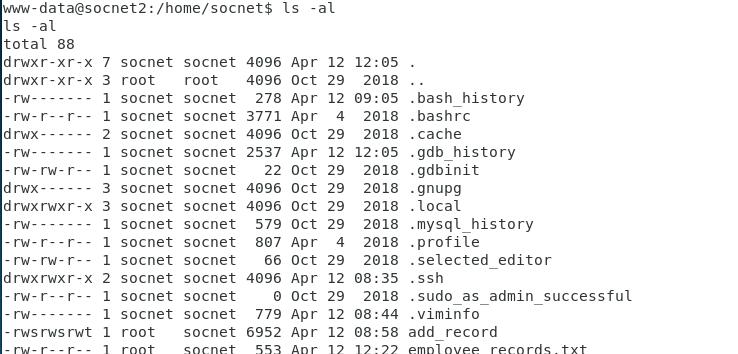 www-data@socnet2:/home/socnet$ ls -al
ls -al
total 88
drwxr-xr-x 7 socnet socnet 4096 Apr 12 12:05 .
drwxr-xr-x 3 root   root   4096 Oct 29  2018 ..
-rw------- 1 socnet socnet  278 Apr 12 09:05 .bash_history
-rw-r--r-- 1 socnet socnet 3771 Apr  4  2018 .bashrc
drwx------ 2 socnet socnet 4096 Oct 29  2018 .cache
-rw------- 1 socnet socnet 2537 Apr 12 12:05 .gdb_history
-rw-rw-r-- 1 socnet socnet   22 Oct 29  2018 .gdbinit
drwx------ 3 socnet socnet 4096 Oct 29  2018 .gnupg
drwxrwxr-x 3 socnet socnet 4096 Oct 29  2018 .local
-rw------- 1 socnet socnet  579 Oct 29  2018 .mysql_history
-rw-r--r-- 1 socnet socnet  807 Apr  4  2018 .profile
-rw-rw-r-- 1 socnet socnet   66 Oct 29  2018 .selected_editor
drwxrwxr-x 2 socnet socnet 4096 Apr 12 08:35 .ssh
-rw-r--r-- 1 socnet socnet    0 Oct 29  2018 .sudo_as_admin_successful
-rw------- 1 socnet socnet  779 Apr 12 08:44 .viminfo
-rwsrwsrwt 1 root   socnet 6952 Apr 12 08:58 add_record
-rw-r--r-- 1 root   socnet  553 Apr 12 12:22 employee_records.txt